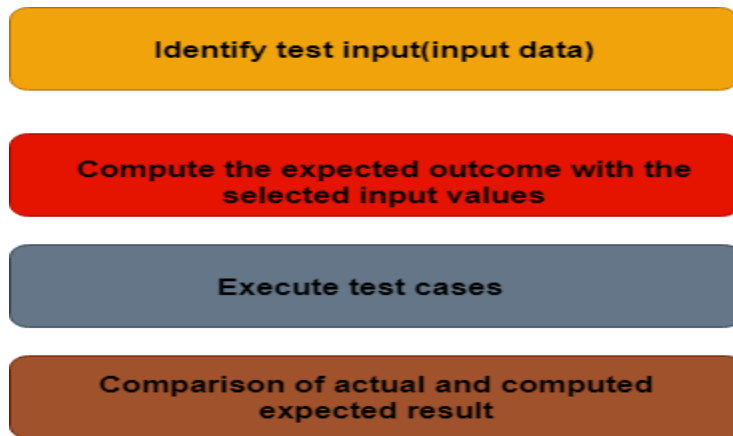 Identify test input(input data)
Compute the expected outcome with the
selected input values
Execute test cases
Comparison of actual and computed
expected result